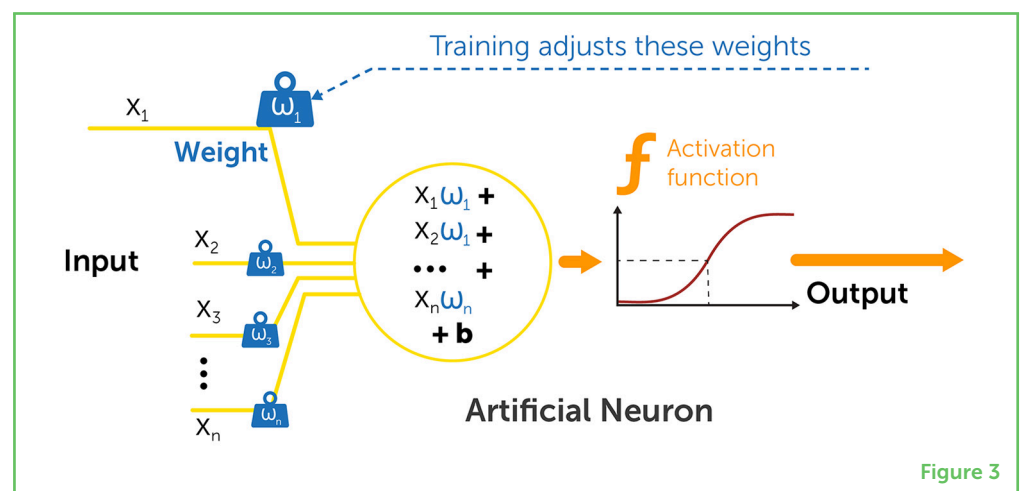 Training adjusts these weights
X₁
ω₁
Weight
Input
X₂
ω₂
X₃
ω₃
Xₙ
ωₙ
X₁ω₁ +
X₂ω₁ +
... +
Xₙωₙ
+ b
Activation
function
Output
Artificial Neuron
Figure 3